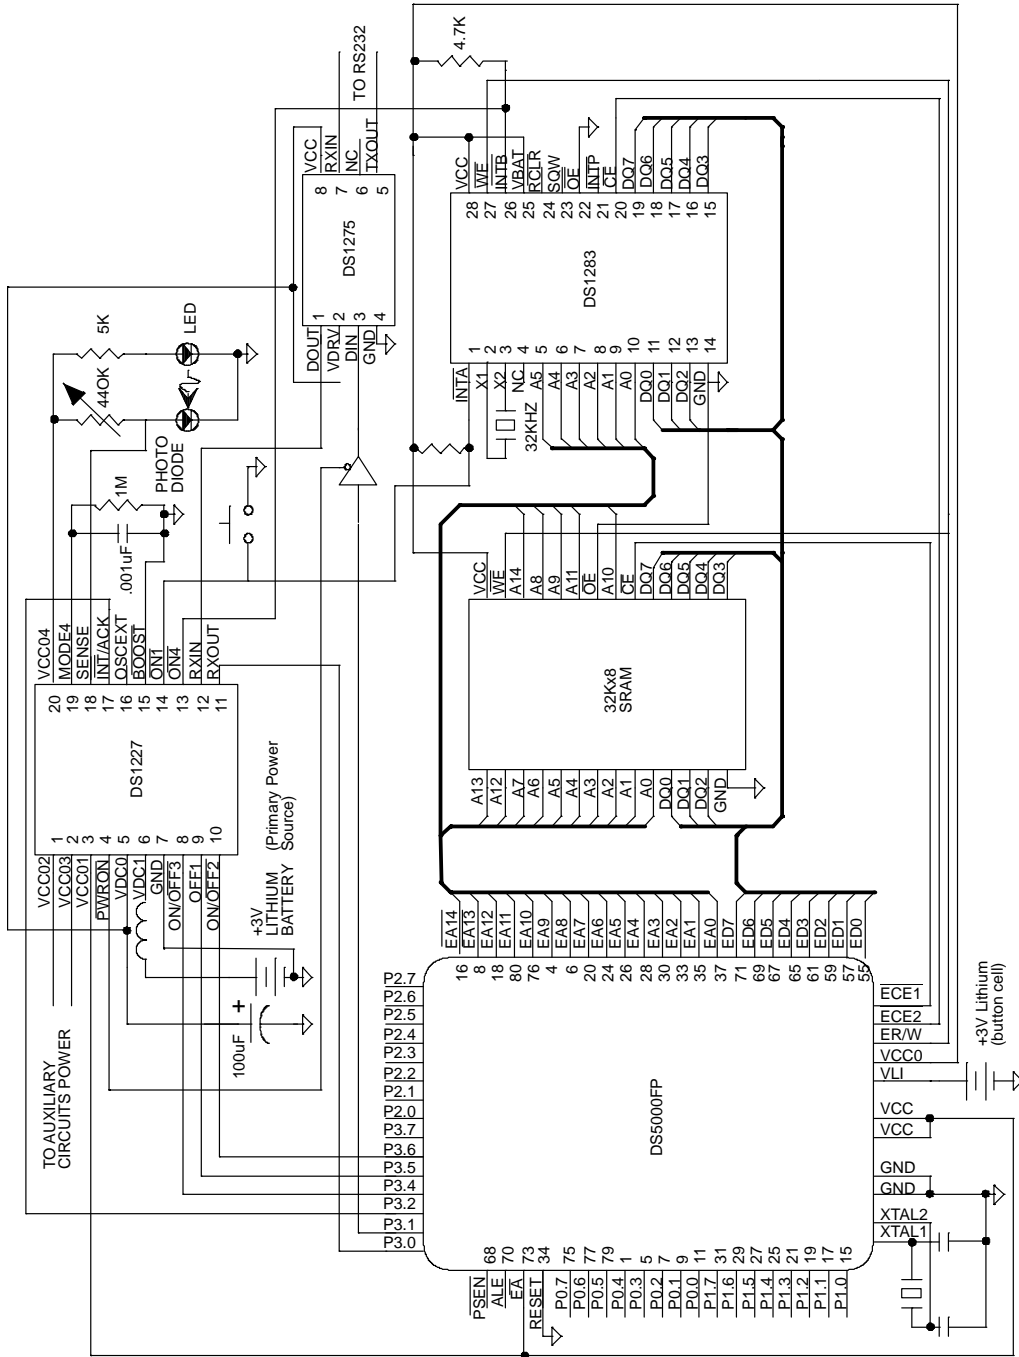 TO AUXILIARY
CIRCUITS POWER
100uF
+
+3V
LITHIUM
BATTERY
(Primary Power
Source)
VCC02 1
VCC03 2
VCC01 3
PWRON 4
VDC0 5
VDC1 6
GND 7
ON/OFF3 8
OFF1 9
ON/OFF2 10
DS1227
20 VCC04
19 MODE4
18 SENSE
17 INT/ACK
16 OSCEXT
15 BOOST
14 ON1
13 ON4
12 RXIN
11 RXOUT
.001uF
1M
PHOTO
DIODE
440K
5K
LED
DOUT 1
VDRV 2
DIN 3
GND 4
DS1275
8 VCC
7 RXIN
6 NC
5 TXOUT
TO RS232
4.7K
INTA 1
X1 2
X2 3
NC 4
A5 5
A4 6
A3 7
A2 8
A1 9
A0 10
DQ0 11
DQ1 12
DQ2 13
GND 14
32KHZ
DS1283
28 VCC
27 WE
26 INTB
25 VBAT
24 RCLR
23 SQW
22 OE
21 INTP
20 CE
19 DQ7
18 DQ6
17 DQ5
16 DQ4
15 DQ3
A13
A12
A7
A6
A5
A4
A3
A2
A1
A0
DQ0
DQ1
DQ2
GND
32Kx8
SRAM
VCC
WE
A14
A8
A9
A11
OE
A10
CE
DQ7
DQ6
DQ5
DQ4
DQ3
P2.7
P2.6
P2.5
P2.4
P2.3
P2.2
P2.1
P2.0
P3.7
P3.6
P3.5
P3.4
P3.2
P3.1
P3.0
DS5000FP
EA14 16
EA13 8
EA12 18
EA11 80
EA10 76
EA9 4
EA8 6
EA7 20
EA6 24
EA5 26
EA4 28
EA3 30
EA2 33
EA1 35
EA0 37
ED7 71
ED6 69
ED5 67
ED4 65
ED3 61
ED2 59
ED1 57
ED0 55
ECE1
ECE2
ER/W
VCC0
VLI
VCC
VCC
GND
GND
XTAL2
XTAL1
+3V Lithium
(button cell)
PSEN 68
ALE 70
EA 73
RESET 34
P0.7 75
P0.6 77
P0.5 79
P0.4 1
P0.3 5
P0.2 7
P0.1 9
P0.0 11
P1.7 31
P1.6 29
P1.5 27
P1.4 25
P1.3 21
P1.2 19
P1.1 17
P1.0 15